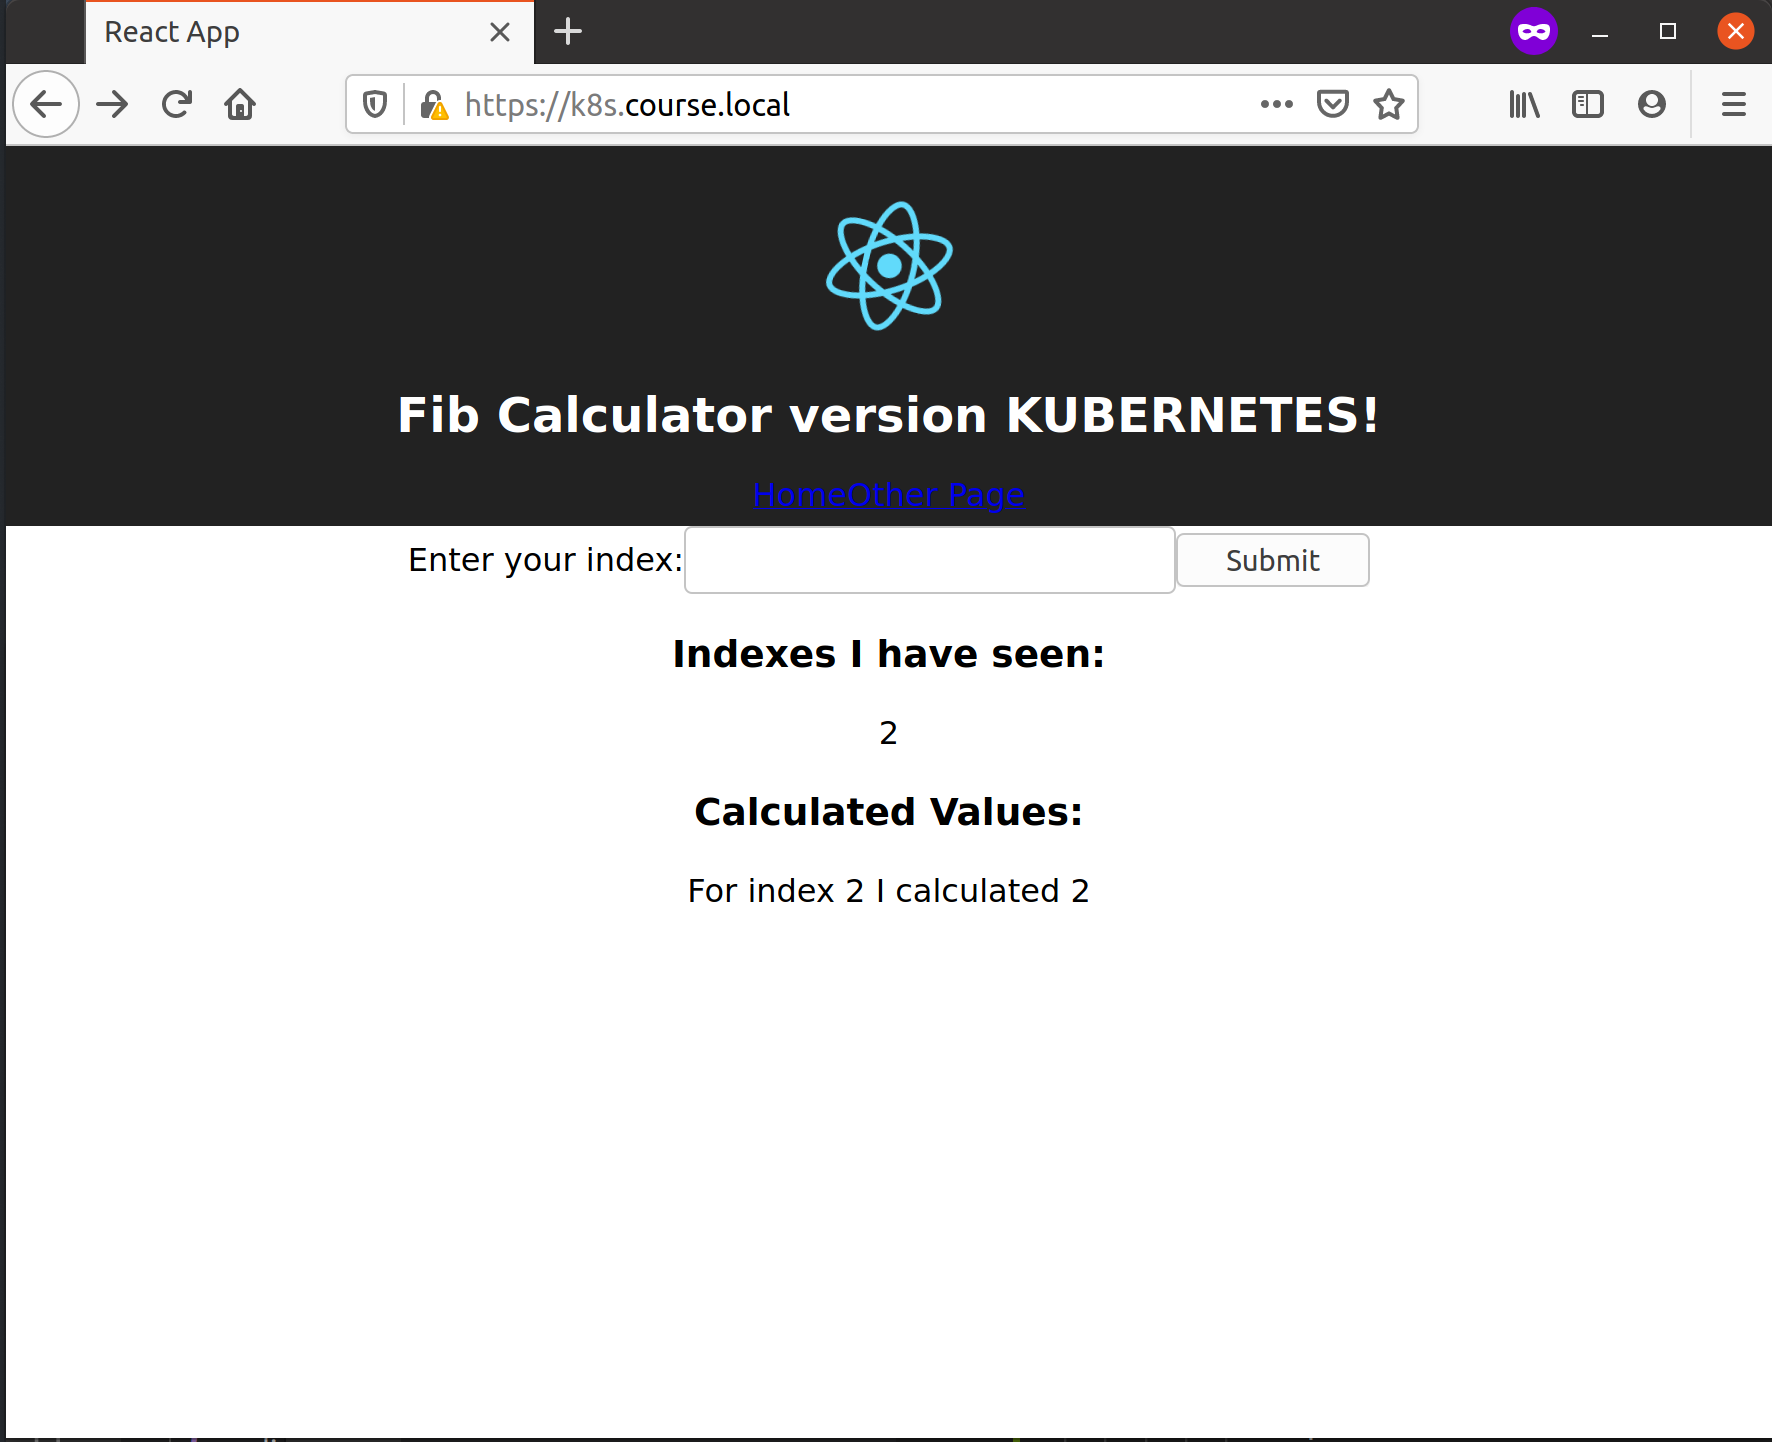 React App
https://k8s.course.local
Fib Calculator version KUBERNETES!
HomeOther Page
Enter your index:
Submit
Indexes I have seen:
2
Calculated Values:
For index 2 I calculated 2